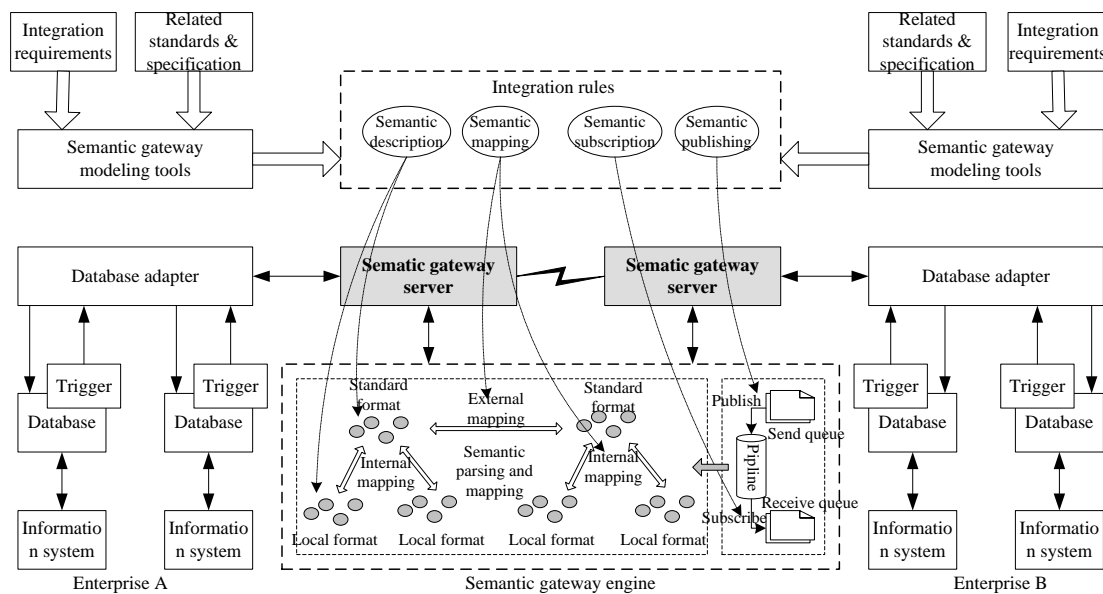 Integration
requirements
Related
standards &
specification
Related
standards &
specification
Integration
requirements
Integration rules
Semantic
description
Semantic
mapping
Semantic
subscription
Semantic
publishing
Semantic gateway
modeling tools
Semantic gateway
modeling tools
Database adapter
Sematic gateway
server
Sematic gateway
server
Database adapter
Trigger
Database
Trigger
Database
Trigger
Database
Trigger
Database
Standard
format
External
mapping
Standard
format
Internal
mapping
Semantic
parsing and
mapping
Internal
mapping
Local format
Local format
Local format
Local format
Publish
Send queue
Pipline
Receive queue
Subscribe
Informatio
n system
Informatio
n system
Informatio
n system
Informatio
n system
Enterprise A
Semantic gateway engine
Enterprise B